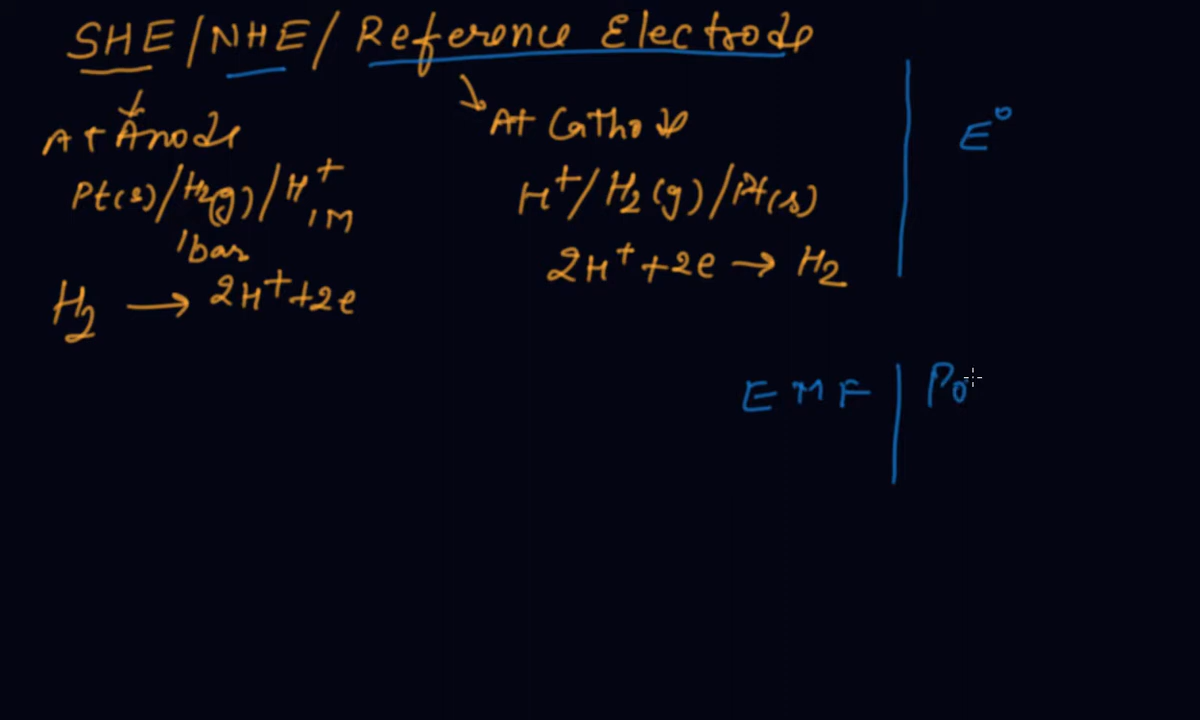 SHE/NHE/Reference Electrode
At Anode
Pt(s)/H2(g)/H+
1M
1bar
H2 → 2H+ + 2e
At Cathode
H+/H2(g)/Pt(s)
2H+ + 2e → H2
E°
EMF | Po